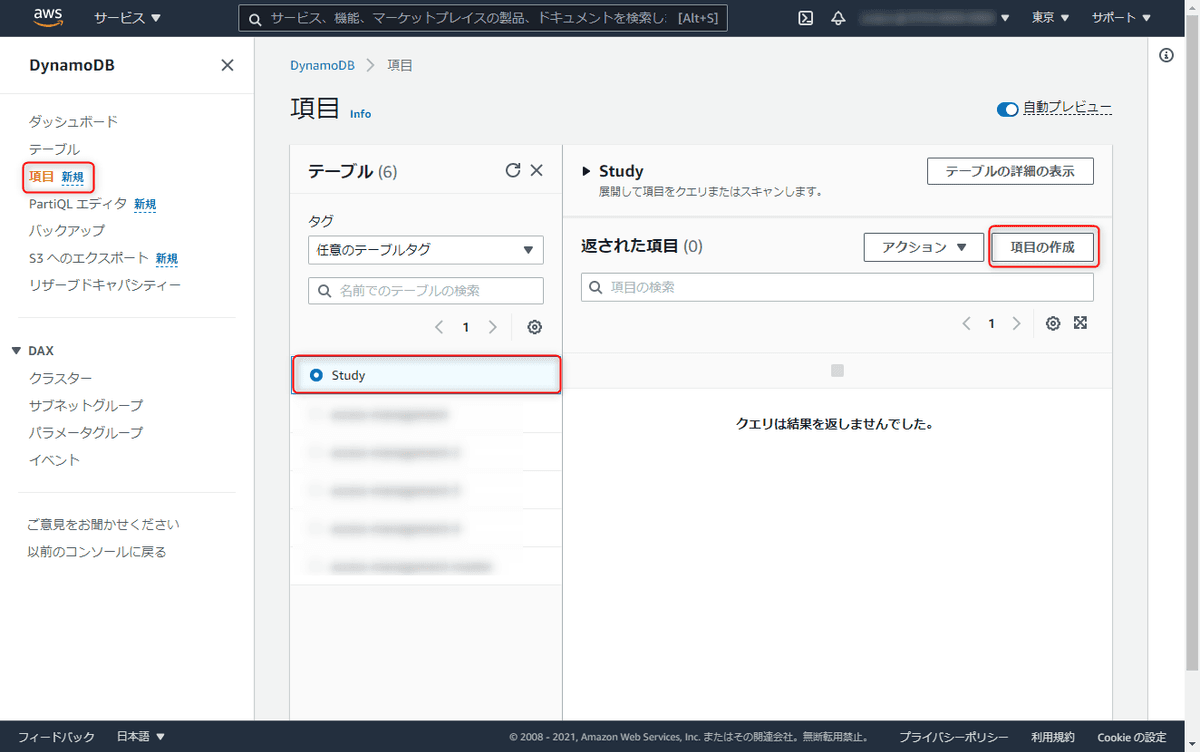 aws
サービス ▼
サービス、機能、マーケットプレイスの製品、ドキュメントを検索し [Alt+S]
東京 ▼
サポート ▼
DynamoDB
ダッシュボード
テーブル
項目 新規
PartiQL エディタ 新規
バックアップ
S3 へのエクスポート 新規
リザーブドキャパシティー
▼ DAX
クラスター
サブネットグループ
パラメータグループ
イベント
ご意見をお聞かせください
以前のコンソールに戻る
DynamoDB > 項目
項目 Info
自動プレビュー
テーブル (6)
タグ
任意のテーブルタグ
名前でのテーブルの検索
1
Study
Study
展開して項目をクエリまたはスキャンします。
テーブルの詳細の表示
返された項目 (0)
アクション ▼
項目の作成
項目の検索
1
クエリは結果を返しませんでした。
フィードバック
日本語 ▼
© 2008 - 2021, Amazon Web Services, Inc. またはその関連会社。無断転用禁止。
プライバシーポリシー
利用規約
Cookie の設定